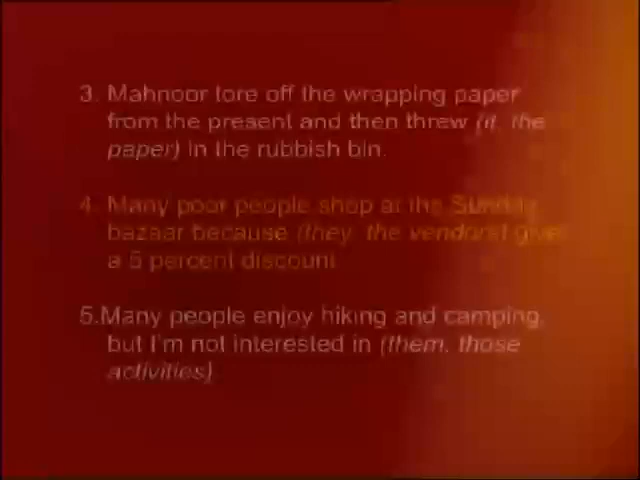 3. Mahnoor tore off the wrapping paper
from the present and then threw (it, the
paper) in the rubbish bin.
4. Many poor people shop at the Sunday
bazaar because (they, the vendors) give
a 5 percent discount
5.Many people enjoy hiking and camping,
but I'm not interested in (them, those
activities)